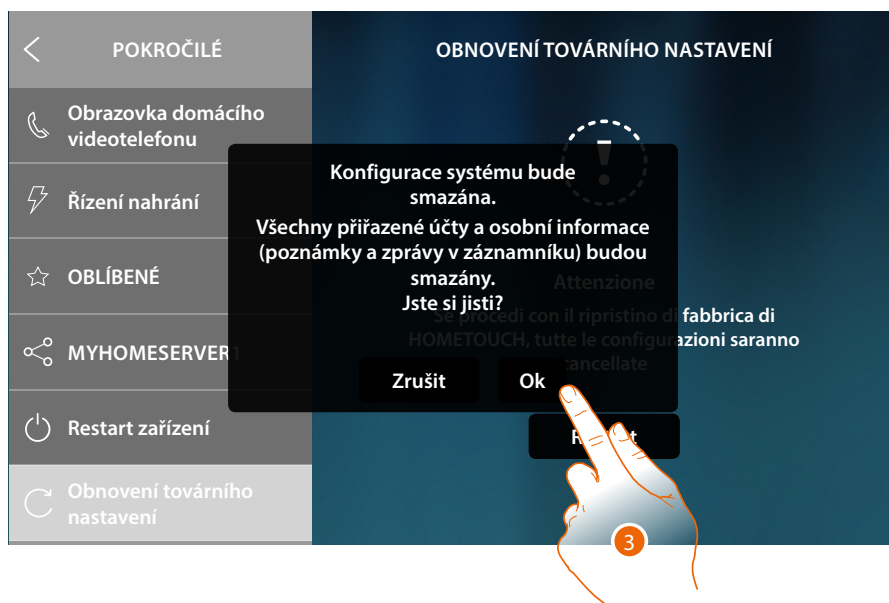 POKROČILÉ
Obrazovka domácího
videotelefonu
Řízení nahrání
OBLÍBENÉ
MYHOMESERVER1
Restart zařízení
Obnovení továrního
nastavení
OBNOVENÍ TOVÁRNÍHO NASTAVENÍ
Konfigurace systému bude
smazána.
Všechny přiřazené účty a osobní informace
(poznámky a zprávy v záznamníku) budou
smazány.
Jste si jisti?
Zrušit
Ok
Attenzione
Se procedi con il ripristino di fabbrica di
HOMETOUCH, tutte le configurazioni saranno
cancellate
3